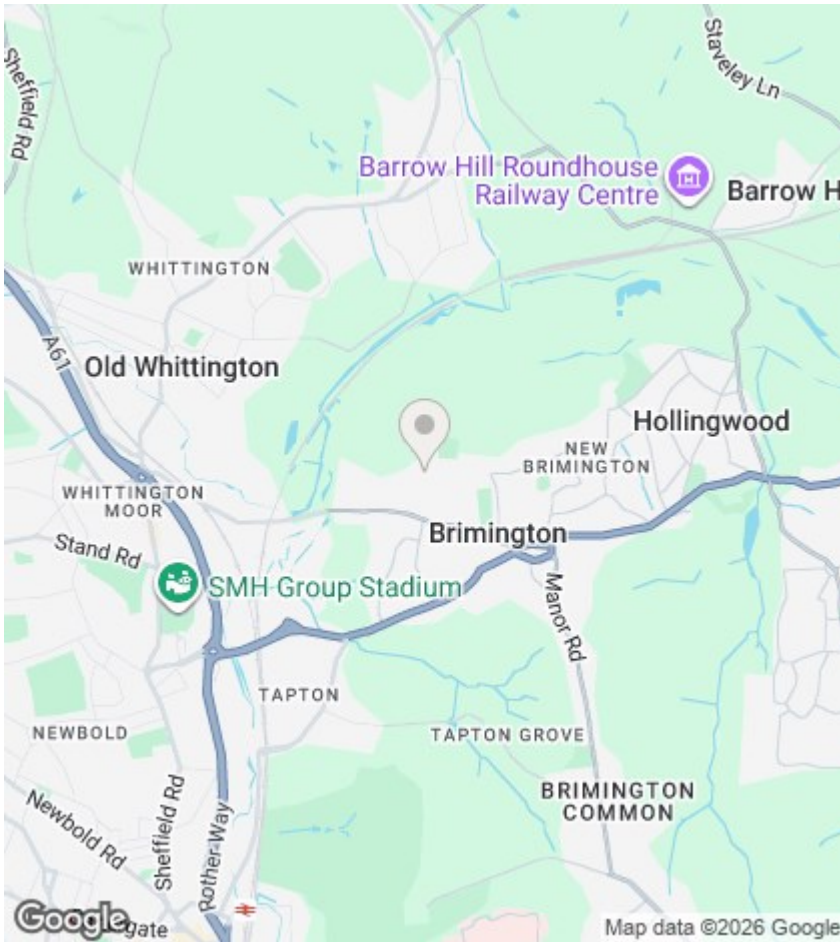 Sheffield Rd
Staveley Ln
Barrow Hill Roundhouse
Railway Centre
Barrow H
WHITTINGTON
A61
Old Whittington
Hollingwood
NEW
BRIMINGTON
WHITTINGTON
MOOR
Stand Rd
Brimington
SMH Group Stadium
Manor Rd
TAPTON
NEWBOLD
TAPTON GROVE
BRIMINGTON
COMMON
Newbold Rd
Sheffield Rd
Rother Way
Google
gate
Map data ©2026 Google